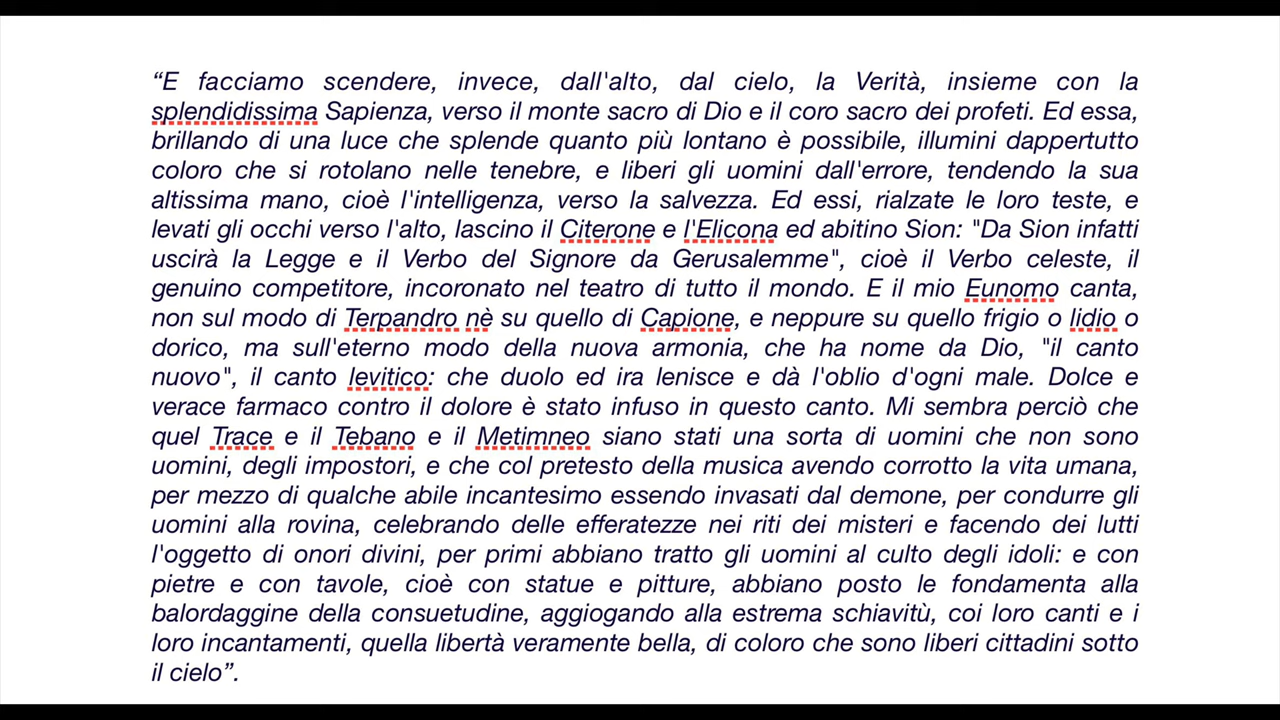 “E facciamo scendere, invece, dall'alto, dal cielo, la Verità, insieme con la
splendidissima Sapienza, verso il monte sacro di Dio e il coro sacro dei profeti. Ed essa,
brillando di una luce che splende quanto più lontano è possibile, illumini dappertutto
coloro che si rotolano nelle tenebre, e liberi gli uomini dall'errore, tendendo la sua
altissima mano, cioè l'intelligenza, verso la salvezza. Ed essi, rialzate le loro teste, e
levati gli occhi verso l'alto, lascino il Citerone e l'Elicona ed abitino Sion: "Da Sion infatti
uscirà la Legge e il Verbo del Signore da Gerusalemme", cioè il Verbo celeste, il
genuino competitore, incoronato nel teatro di tutto il mondo. E il mio Eunomo canta,
non sul modo di Terpandro nè su quello di Capione, e neppure su quello frigio o lidio o
dorico, ma sull'eterno modo della nuova armonia, che ha nome da Dio, "il canto
nuovo", il canto levitico: che duolo ed ira lenisce e dà l'oblio d'ogni male. Dolce e
verace farmaco contro il dolore è stato infuso in questo canto. Mi sembra perciò che
quel Trace e il Tebano e il Metimneo siano stati una sorta di uomini che non sono
uomini, degli impostori, e che col pretesto della musica avendo corrotto la vita umana,
per mezzo di qualche abile incantesimo essendo invasati dal demone, per condurre gli
uomini alla rovina, celebrando delle efferatezze nei riti dei misteri e facendo dei lutti
l'oggetto di onori divini, per primi abbiano tratto gli uomini al culto degli idoli: e con
pietre e con tavole, cioè con statue e pitture, abbiano posto le fondamenta alla
balordaggine della consuetudine, aggiogando alla estrema schiavitù, coi loro canti e i
loro incantamenti, quella libertà veramente bella, di coloro che sono liberi cittadini sotto
il cielo”.